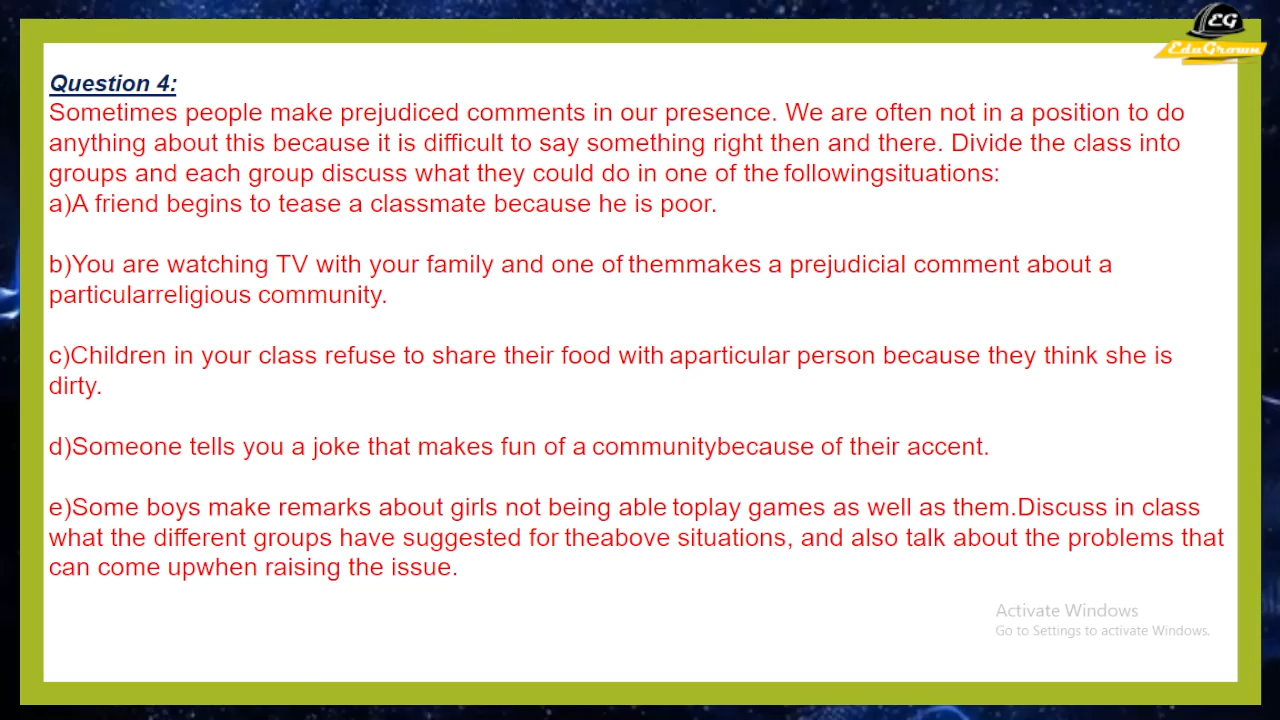 EG
EduGrown
Question 4:
Sometimes people make prejudiced comments in our presence. We are often not in a position to do
anything about this because it is difficult to say something right then and there. Divide the class into
groups and each group discuss what they could do in one of the followingsituations:
a)A friend begins to tease a classmate because he is poor.
b)You are watching TV with your family and one of themmakes a prejudicial comment about a
particularreligious community.
c)Children in your class refuse to share their food with aparticular person because they think she is
dirty.
d)Someone tells you a joke that makes fun of a communitybecause of their accent.
e)Some boys make remarks about girls not being able toplay games as well as them.Discuss in class
what the different groups have suggested for theabove situations, and also talk about the problems that
can come upwhen raising the issue.
Activate Windows
Go to Settings to activate Windows.